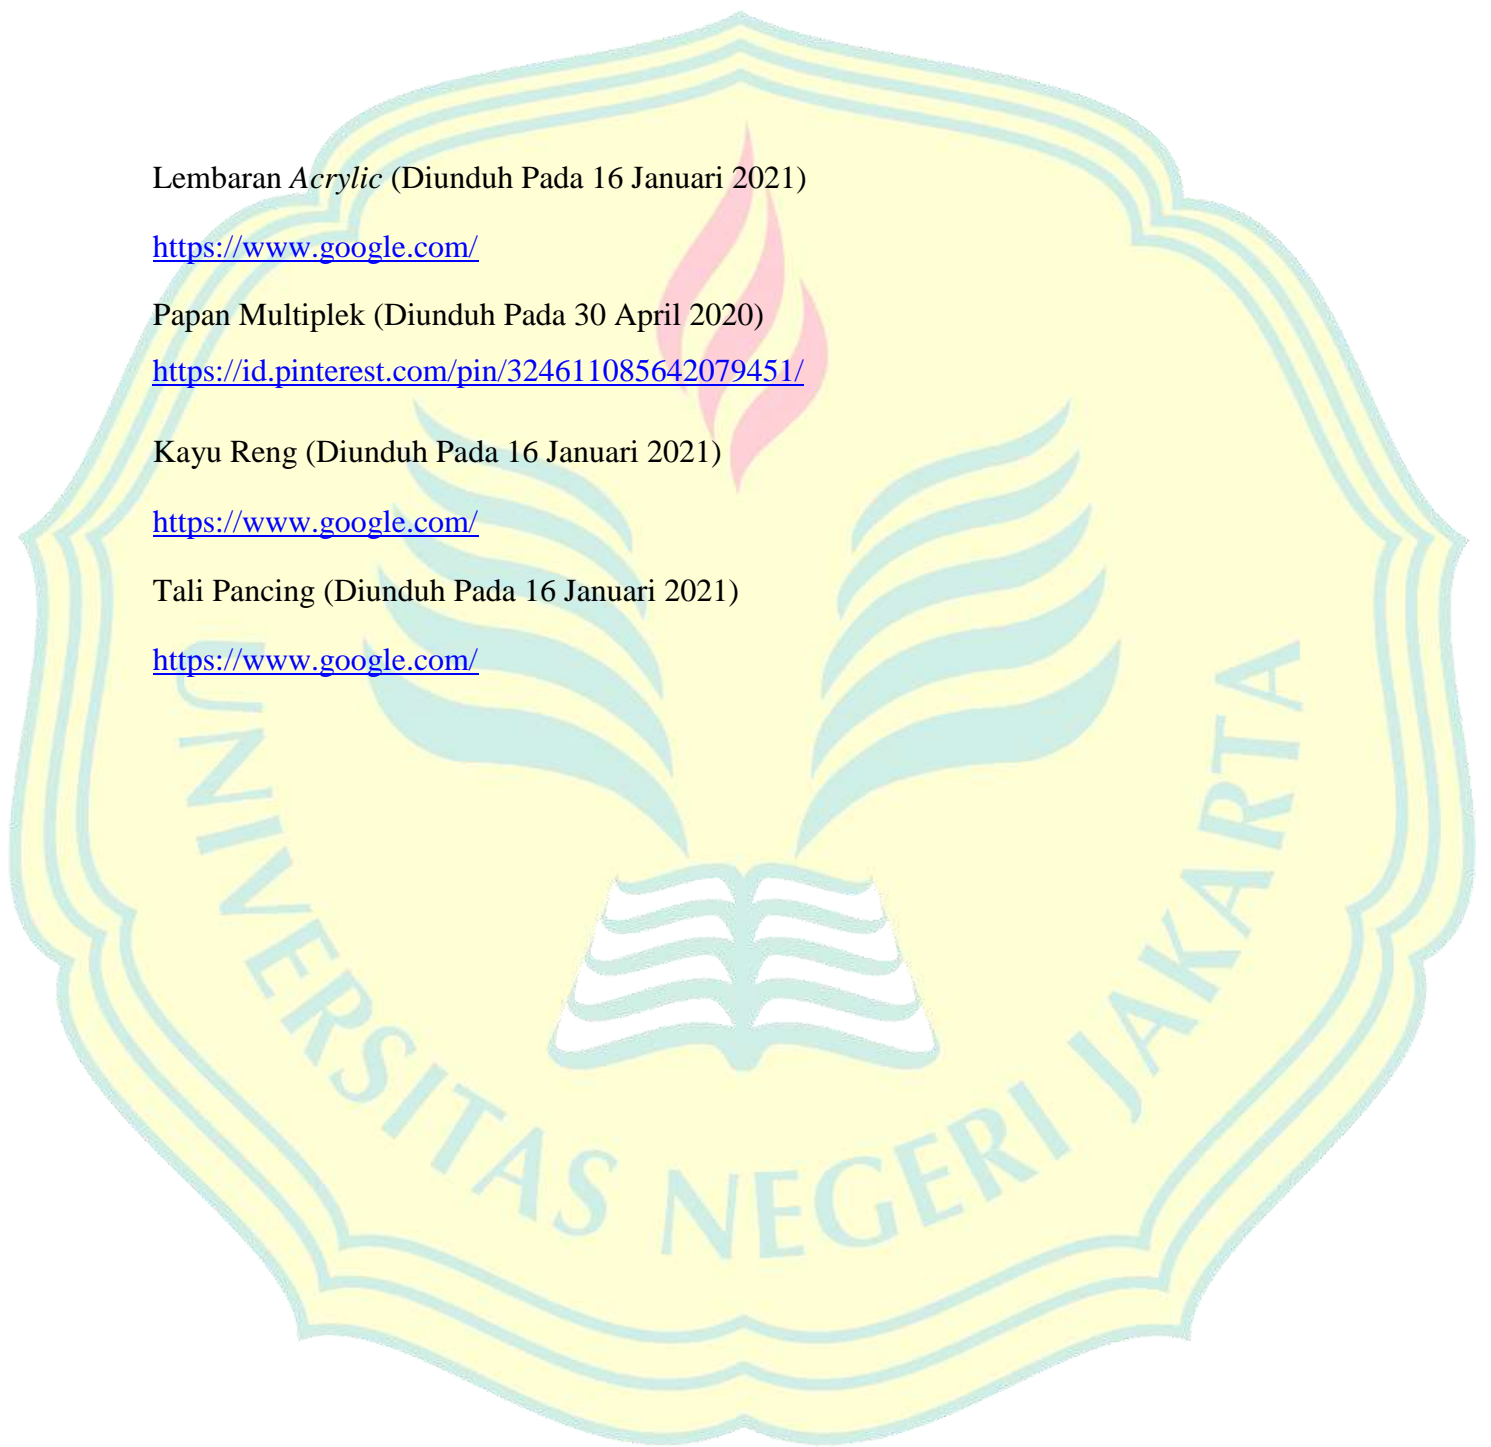 Lembaran Acrylic (Diunduh Pada 16 Januari 2021)
https://www.google.com/
Papan Multiplek (Diunduh Pada 30 April 2020)
https://id.pinterest.com/pin/324611085642079451/
Kayu Reng (Diunduh Pada 16 Januari 2021)
https://www.google.com/
Tali Pancing (Diunduh Pada 16 Januari 2021)
https://www.google.com/
UNIVERSITAS NEGERI JAKARTA